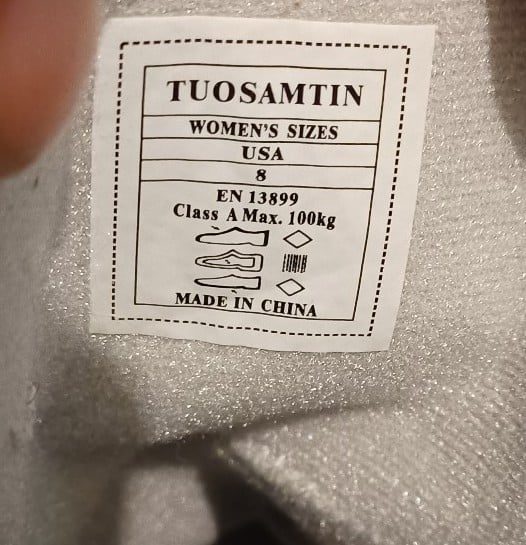 TUOSAMTIN
WOMEN'S SIZES
USA
8
EN 13899
Class A Max. 100kg
MADE IN CHINA